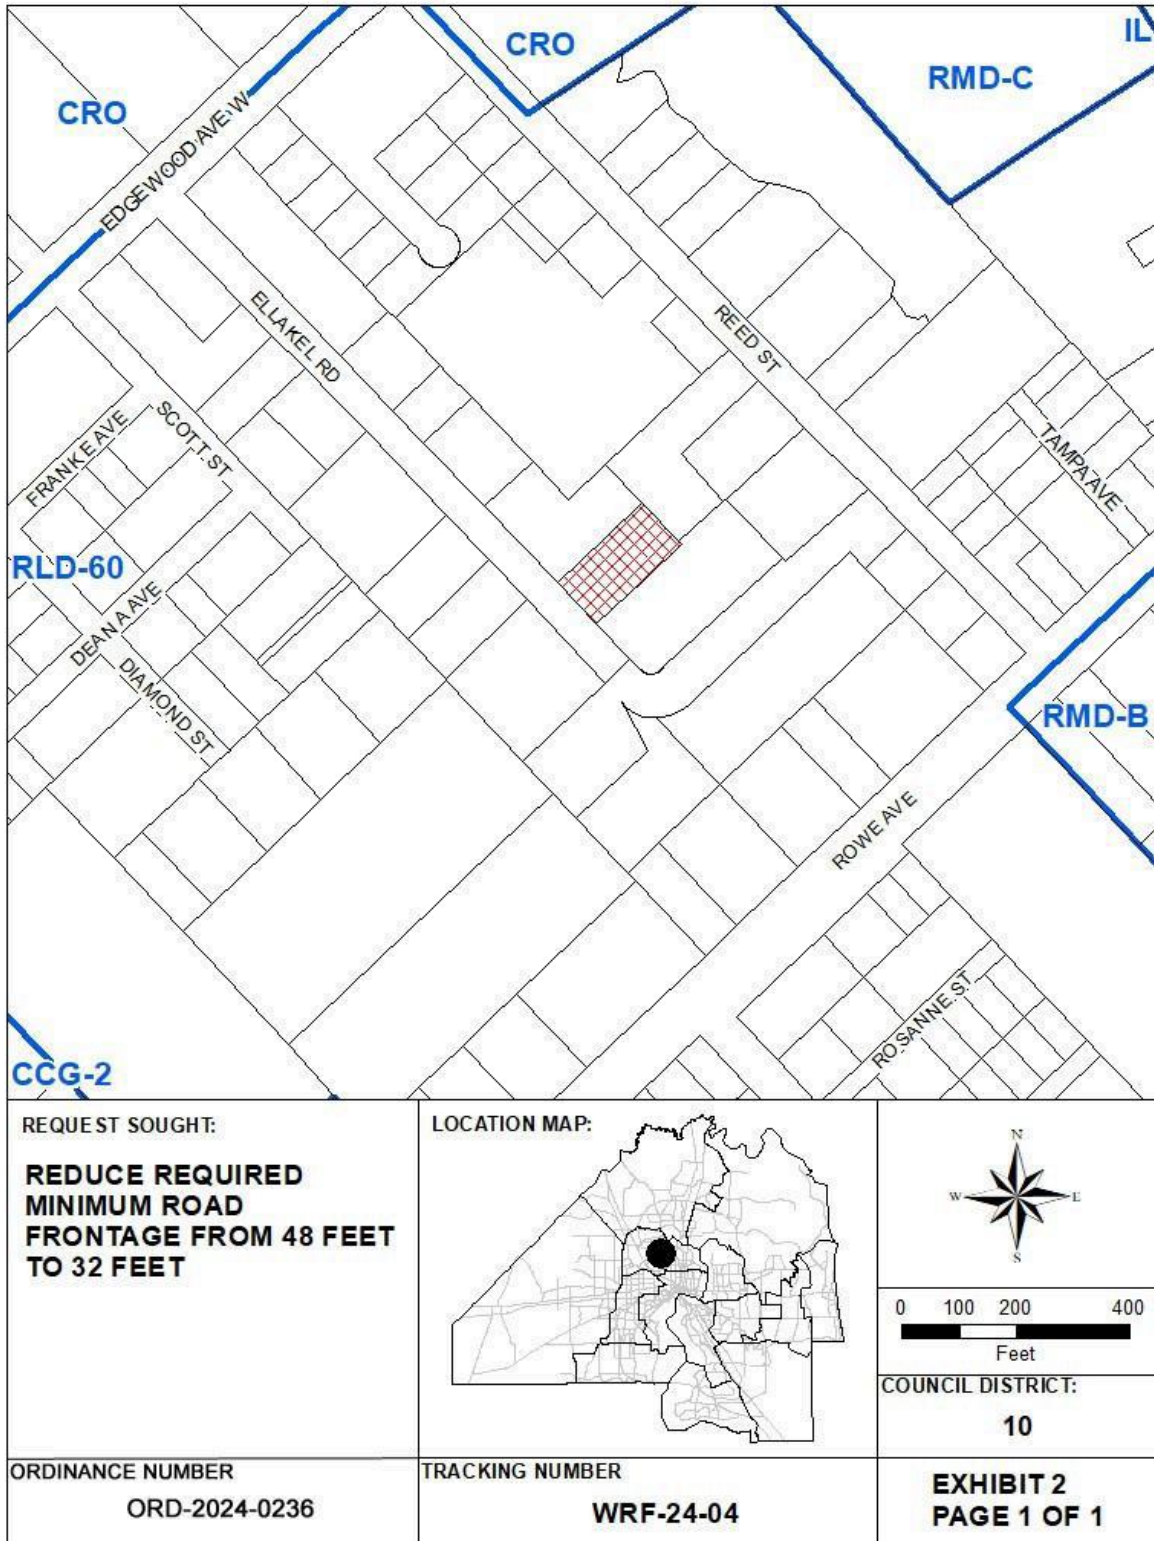 CRO
IL
CRO
RMD-C
EDGEWOOD AVE W
ELLAKEL RD
REED ST
FRANKE AVE
SCOTT ST
TAMPA AVE
RLD-60
DEAN A AVE
DIAMOND ST
RMD-B
ROWE AVE
ROSANNE ST
CCG-2
REQUEST SOUGHT:
REDUCE REQUIRED
MINIMUM ROAD
FRONTAGE FROM 48 FEET
TO 32 FEET
LOCATION MAP:
N
W
E
S
0 100 200 400
Feet
COUNCIL DISTRICT:
10
ORDINANCE NUMBER
ORD-2024-0236
TRACKING NUMBER
WRF-24-04
EXHIBIT 2
PAGE 1 OF 1